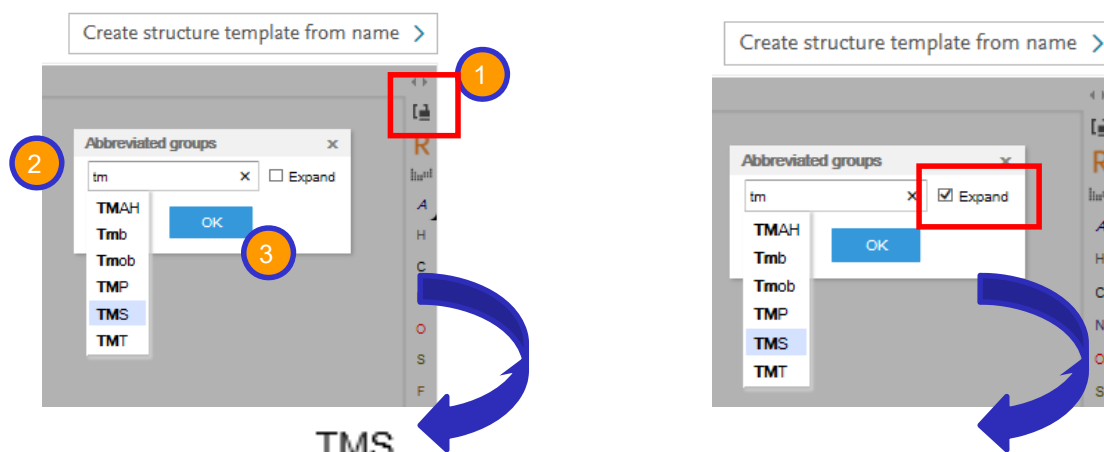 Create structure template from name
1
Abbreviated groups
2
tm
Expand
TMAH
Tmb
Tmob
TMP
TMS
TMT
OK
3
R
A
H
C
O
S
F
TMS
Create structure template from name
Abbreviated groups
tm
Expand
TMAH
Tmb
Tmob
TMP
TMS
TMT
OK
R
A
H
C
N
O
S